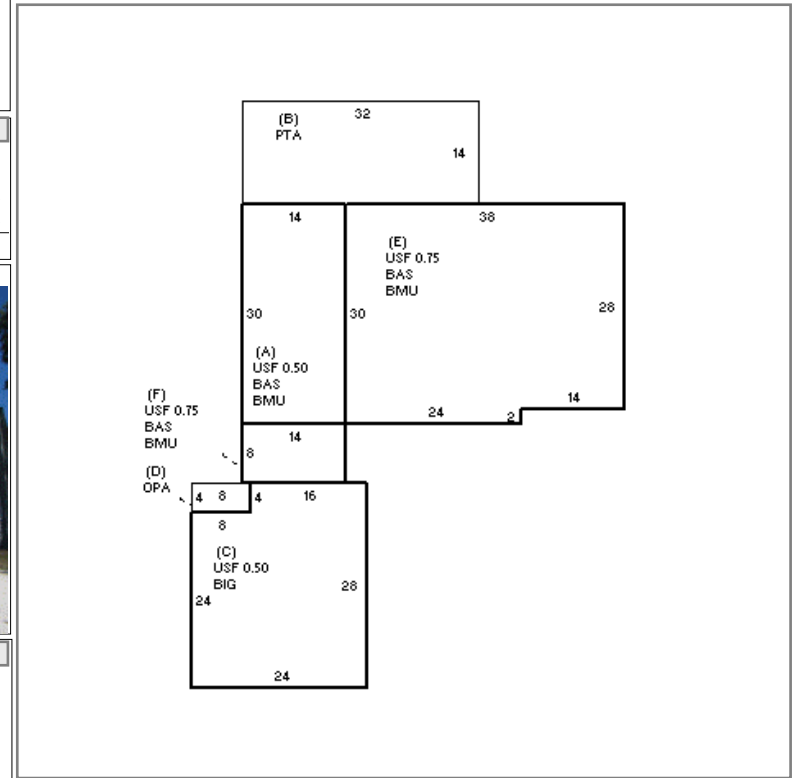 32
(B)
PTA
14
14
38
(E)
USF 0.75
BAS
BMU
28
30
30
(A)
USF 0.50
BAS
BMU
14
24
2
(F)
USF 0.75
BAS
BMU
14
8
(D)
OPA
4 8 4 16
8
(C)
USF 0.50
BIG
28
24
24